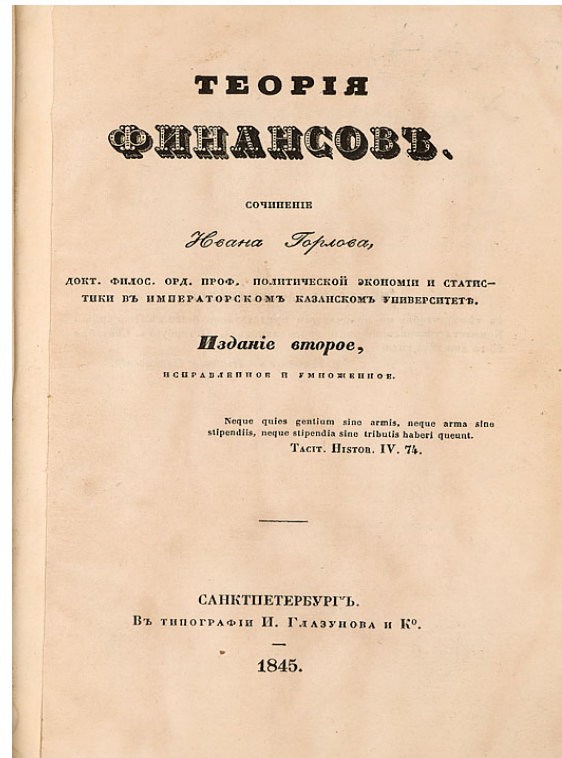 ТЕОРІЯ
ФИНАНСОВЪ.
СОЧИНЕНІЕ
Ивана Горлова,
ДОКТ. ФИЛОС. ОРД. ПРОФ. ПОЛИТИЧЕСКОЙ ЭКОНОМІИ И СТАТИС–
ТИКИ ВЪ ИМПЕРАТОРСКОМЪ КАЗАНСКОМЪ УНИВЕРСИТЕТѢ.
Изданіе второе,
ИСПРАВЛЕННОЕ И УМНОЖЕННОЕ.
Neque quies gentium sine armis, neque arma sine
stipendiis, neque stipendia sine tributis haberi queunt.
TACIT. HISTOR. IV. 74.
САНКТПЕТЕРБУРГЪ.
ВЪ ТИПОГРАФІИ И. ГЛАЗУНОВА И Кº.
1845.